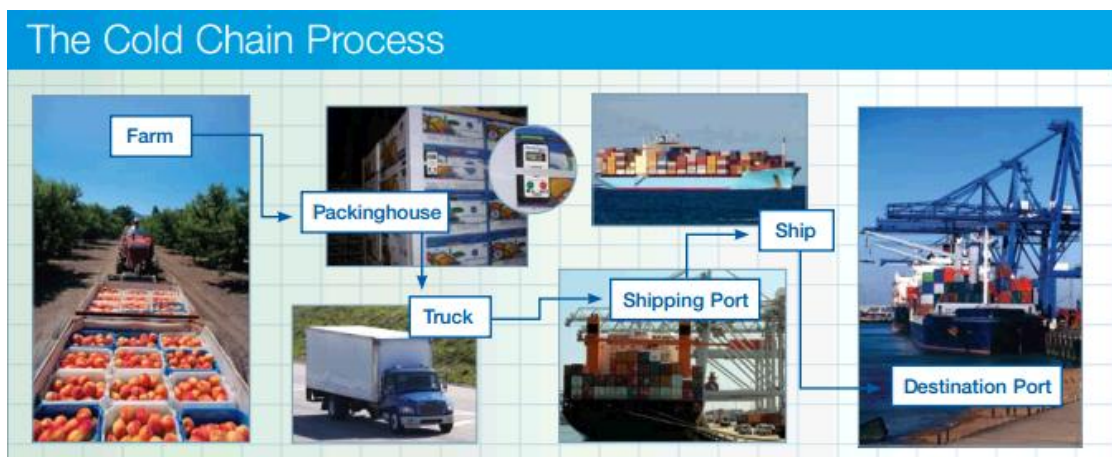 The Cold Chain Process
Farm
Packinghouse
Truck
Shipping Port
Ship
Destination Port